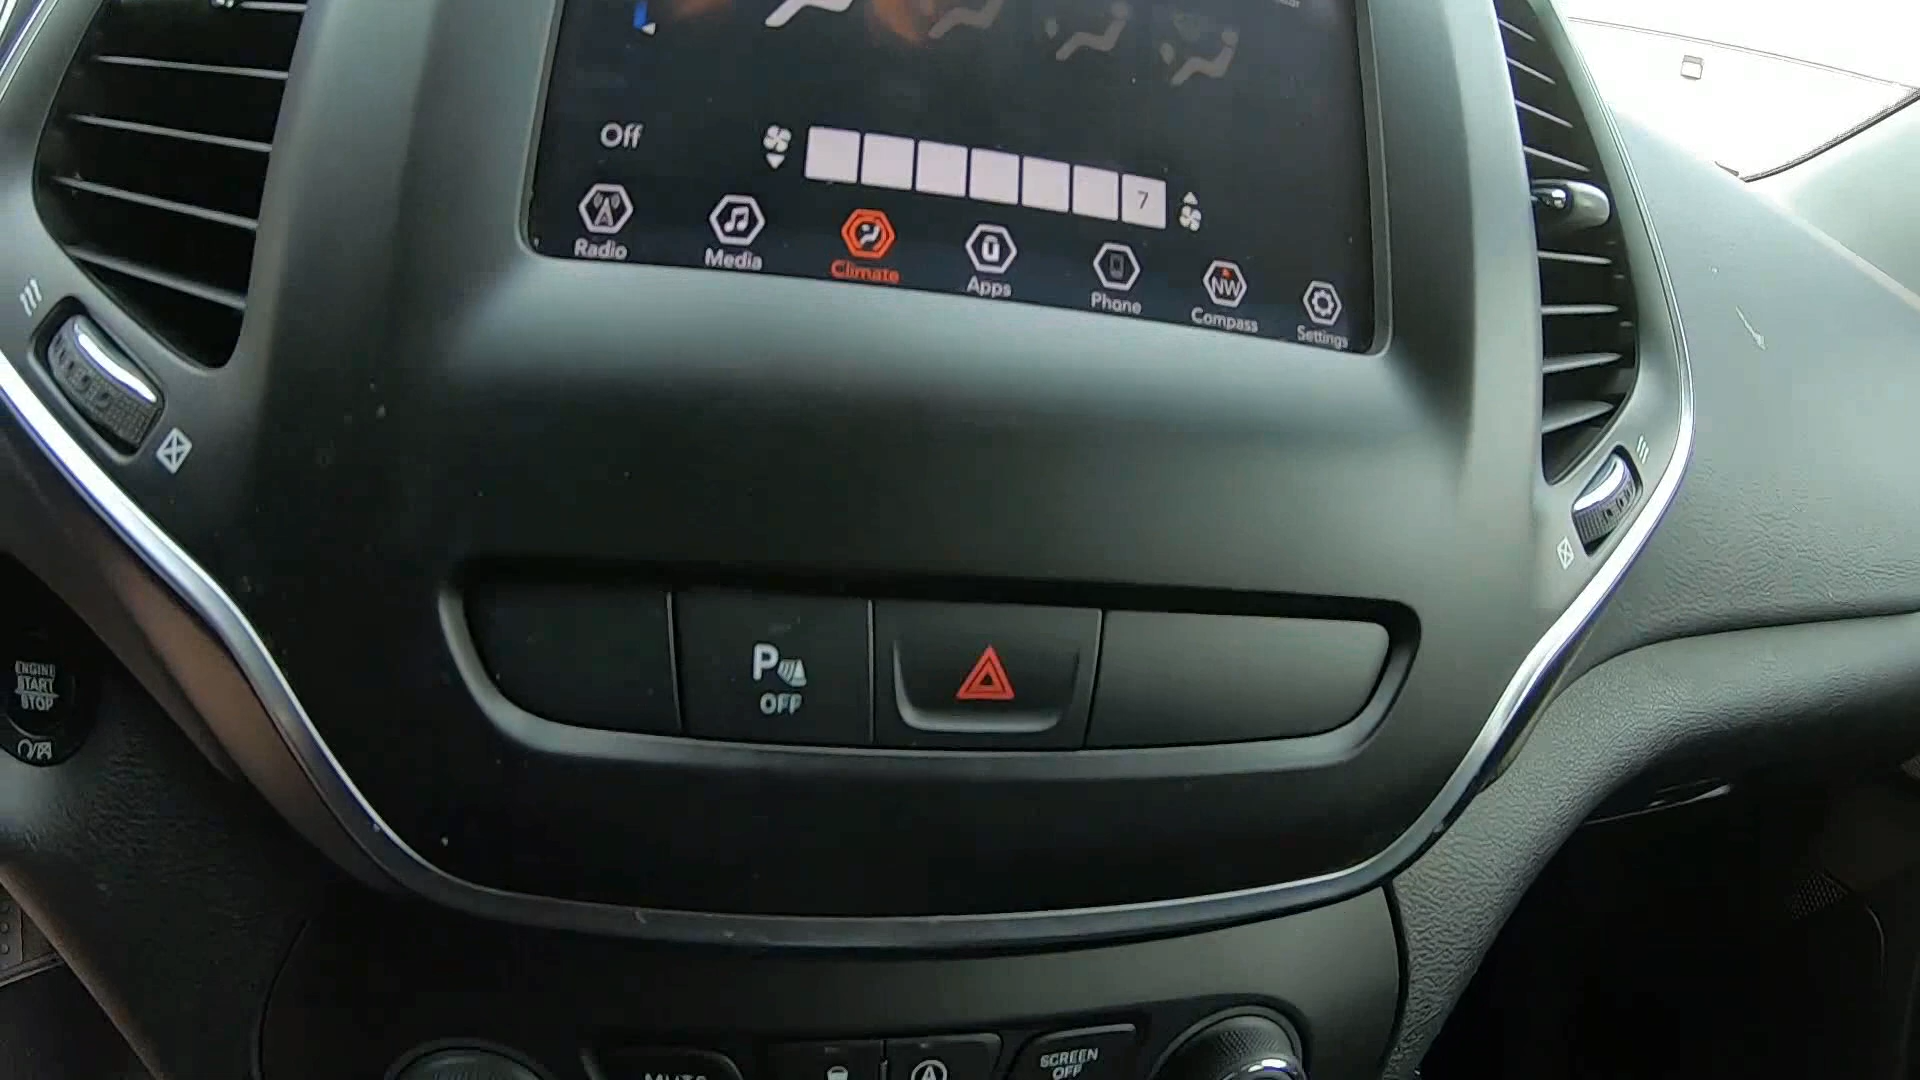 Off
7
Radio
Media
Climate
Apps
Phone
NW
Compass
Settings
P
OFF
ENGINE
START
STOP
MUTE
A
SCREEN
OFF